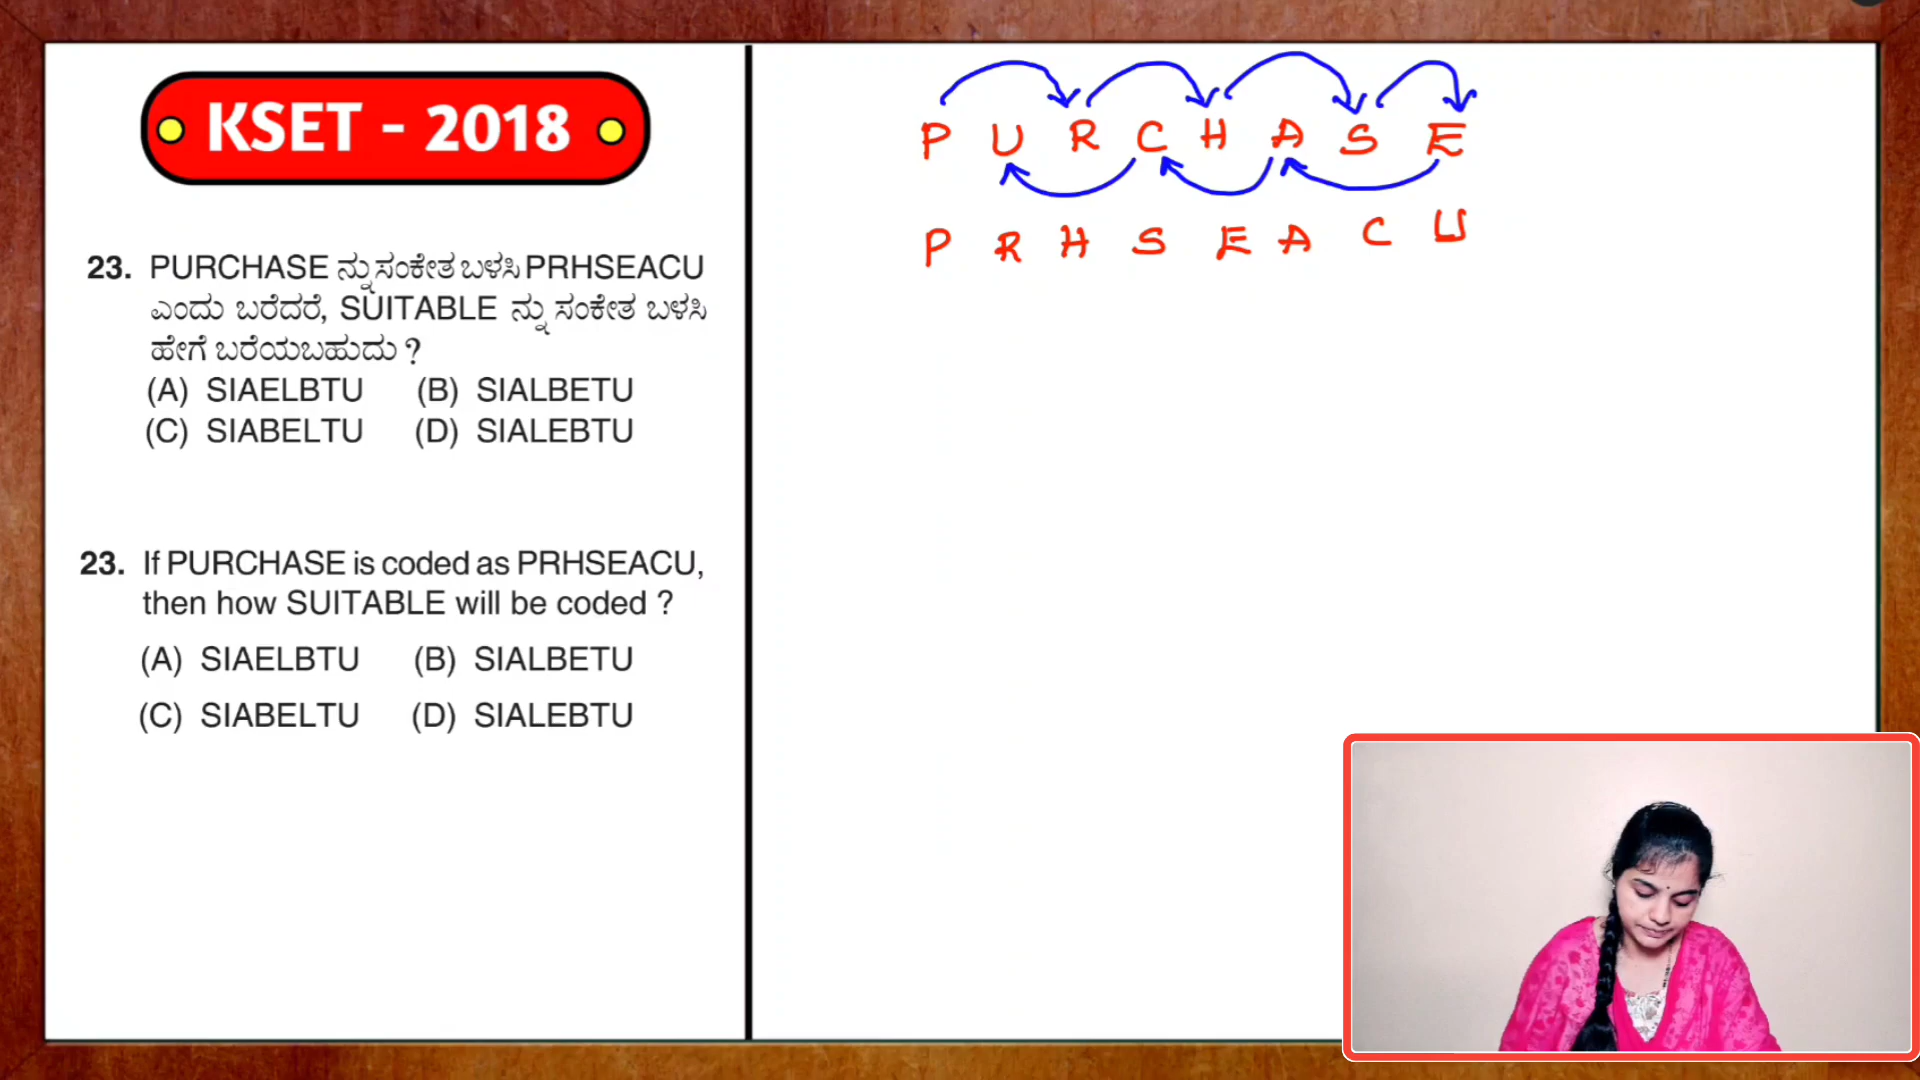 KSET - 2018
23. PURCHASE ನ್ನು ಸಂಕೇತ ಬಳಸಿ PRHSEACU
ಎಂದು ಬರೆದರೆ, SUITABLE ನ್ನು ಸಂಕೇತ ಬಳಸಿ
ಹೇಗೆ ಬರೆಯಬಹುದು ?
(A) SIAELBTU (B) SIALBETU
(C) SIABELTU (D) SIALEBTU
23. If PURCHASE is coded as PRHSEACU,
then how SUITABLE will be coded ?
(A) SIAELBTU (B) SIALBETU
(C) SIABELTU (D) SIALEBTU
P U R C H A S E
P R H S E A C U